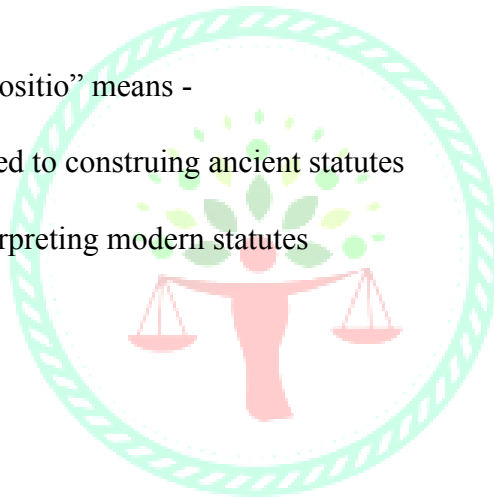 ositio” means -
ed to construing ancient statutes
rpreting modern statutes